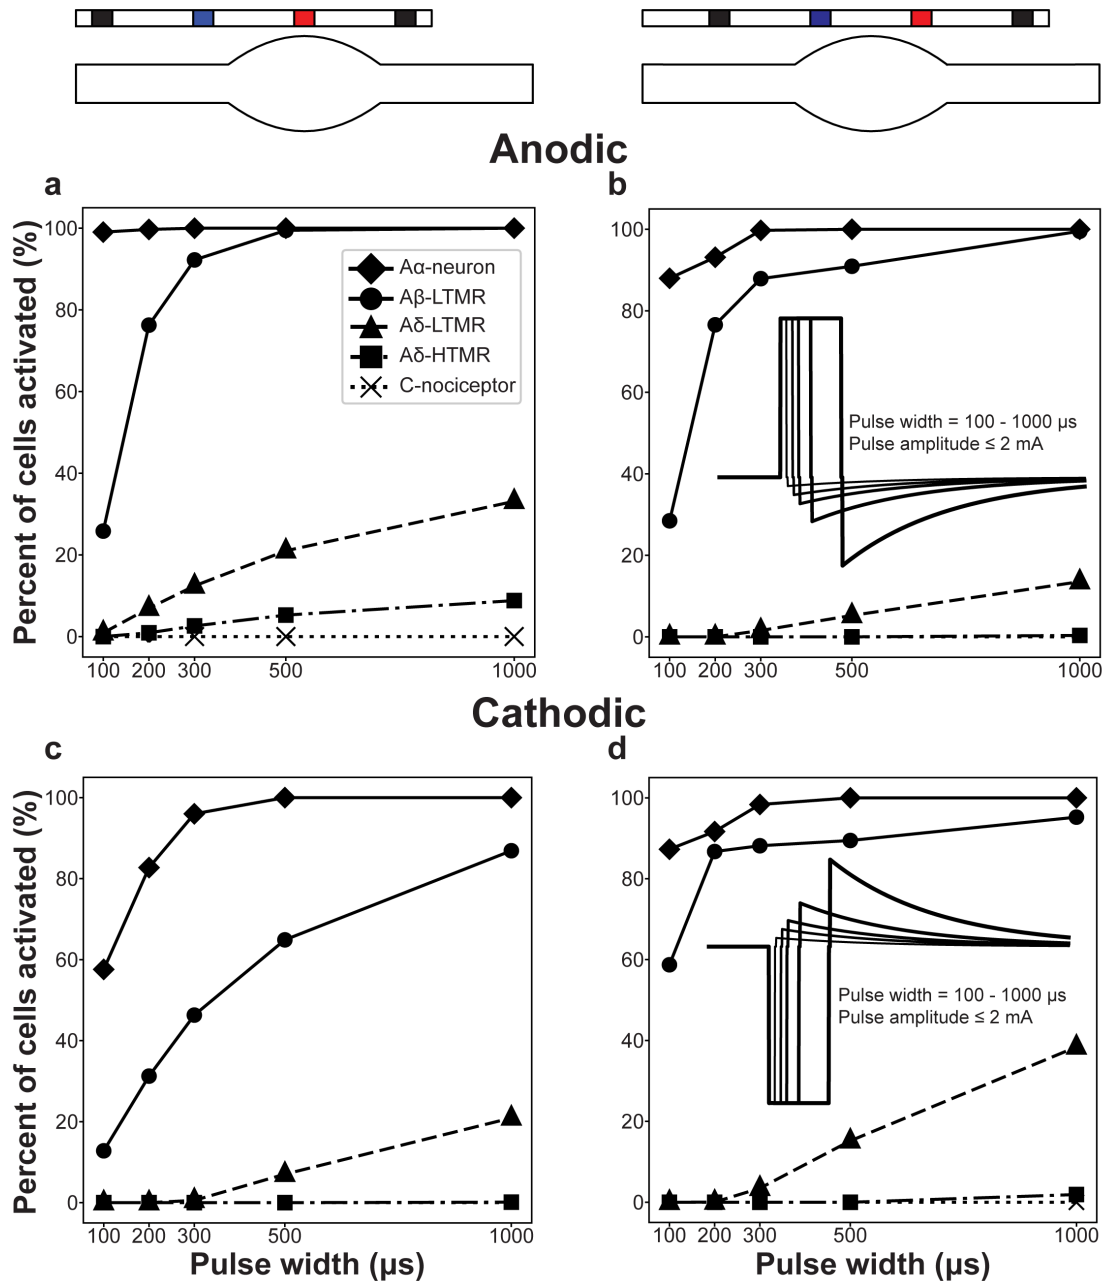 Anodic
a
b
Percent of cells activated (%)
100
80
60
40
20
0
Aα-neuron
Aβ-LTMR
Aδ-LTMR
Aδ-HTMR
C-nociceptor
100 200 300 500 1000
100
80
60
40
20
0
Pulse width = 100 - 1000 µs
Pulse amplitude ≤ 2 mA
100 200 300 500 1000
Cathodic
c
d
Percent of cells activated (%)
100
80
60
40
20
0
100 200 300 500 1000
Pulse width (µs)
100
80
60
40
20
0
Pulse width = 100 - 1000 µs
Pulse amplitude ≤ 2 mA
100 200 300 500 1000
Pulse width (µs)